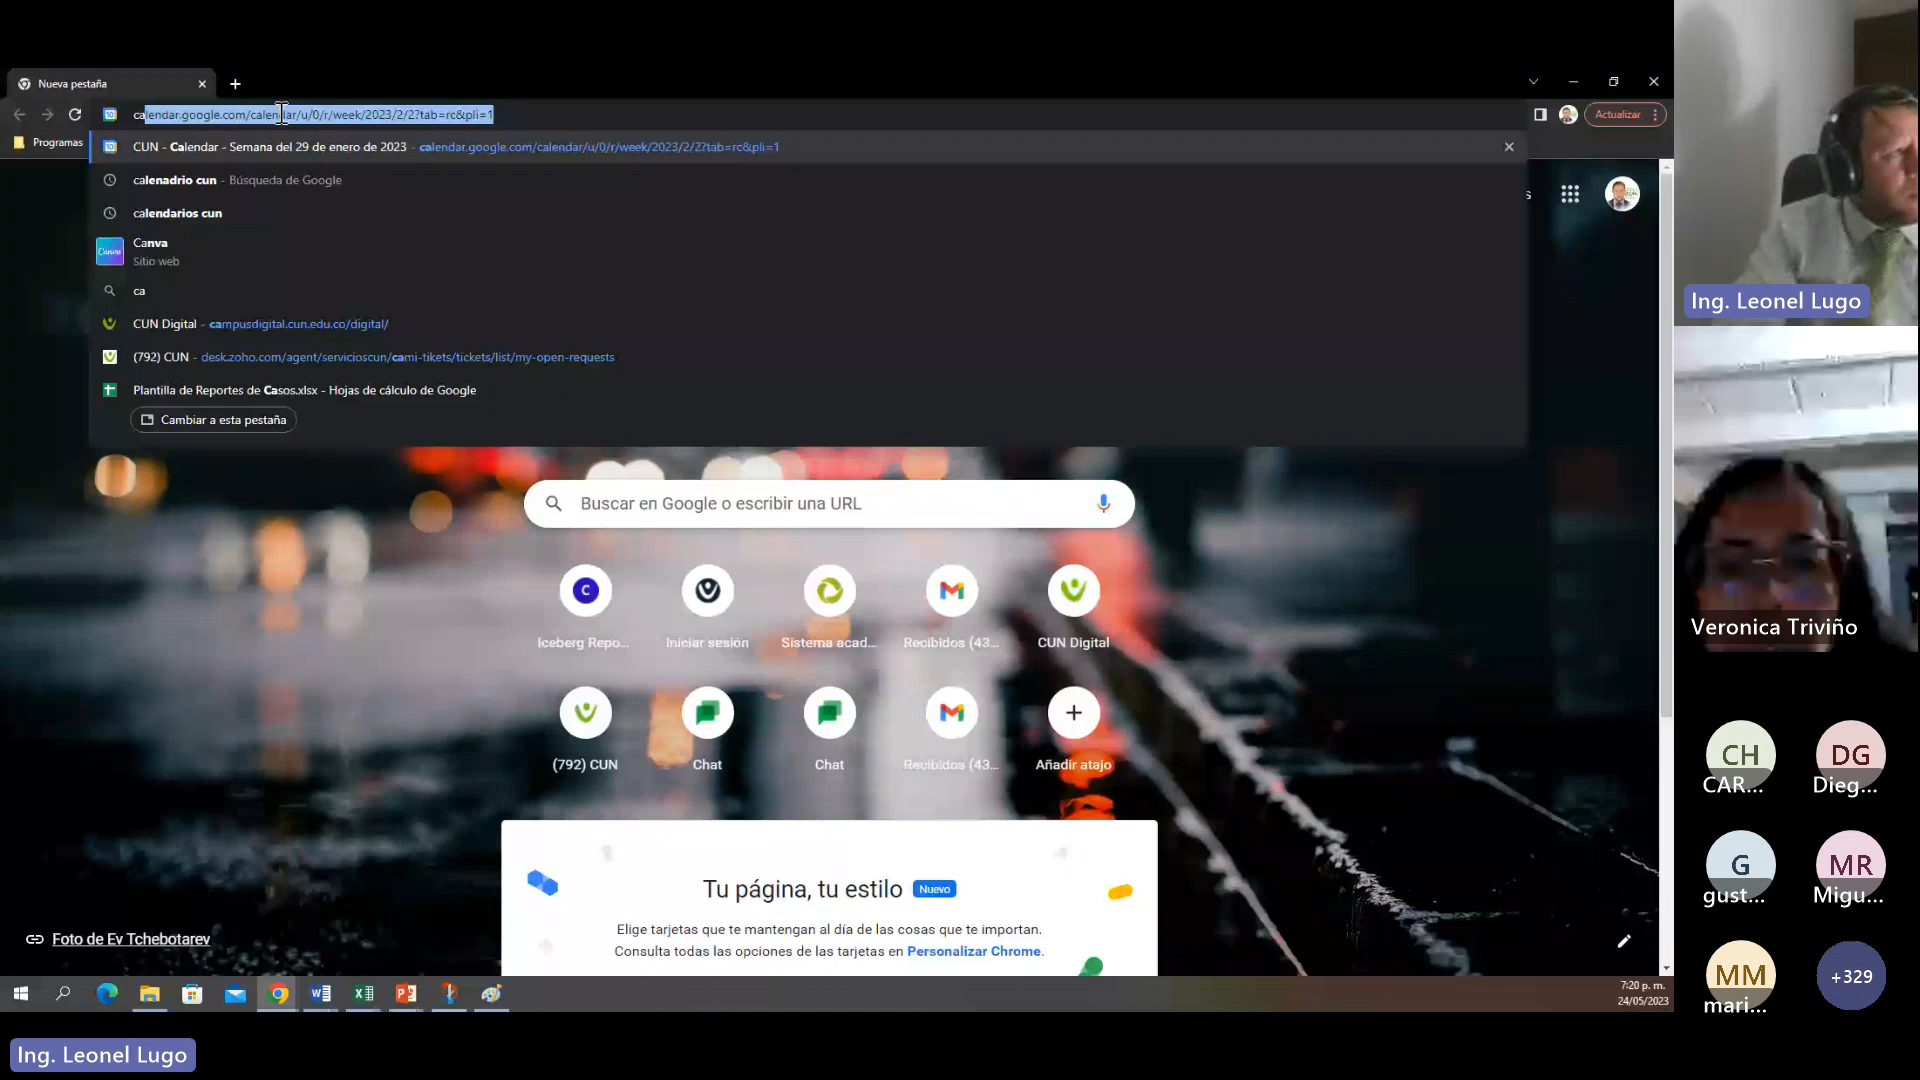 Nueva pestaña
calendar.google.com/calendar/u/0/r/week/2023/2/2?tab=rc&pli=1
Actualizar
Programas
CUN - Calendar - Semana del 29 de enero de 2023 - calendar.google.com/calendar/u/0/r/week/2023/2/2?tab=rc&pli=1
calenadrio cun - Búsqueda de Google
calendarios cun
Canva
Canva
Sitio web
ca
CUN Digital - campusdigital.cun.edu.co/digital/
(792) CUN - desk.zoho.com/agent/servicioscun/cami-tikets/tickets/list/my-open-requests
Plantilla de Reportes de Casos.xlsx - Hojas de cálculo de Google
Cambiar a esta pestaña
s
Buscar en Google o escribir una URL
C
Iceberg Repo...
Iniciar sesión
Sistema acad...
Recibidos (43...
CUN Digital
(792) CUN
Chat
Chat
Recibidos (43...
Añadir atajo
Tu página, tu estilo Nuevo
Elige tarjetas que te mantengan al día de las cosas que te importan.
Consulta todas las opciones de las tarjetas en Personalizar Chrome.
Foto de Ev Tchebotarev
7:20 p. m.
24/05/2023
Ing. Leonel Lugo
Ing. Leonel Lugo
Veronica Triviño
CH
CAR...
DG
Dieg...
G
gust...
MR
Migu...
MM
mari...
+329